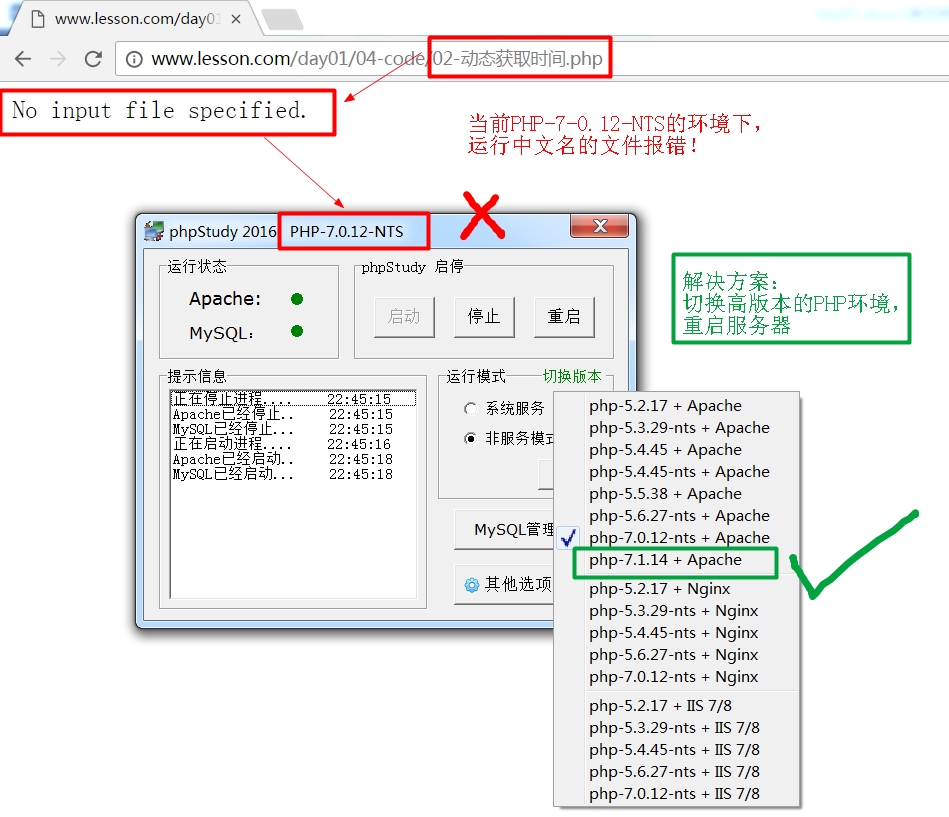 www.lesson.com/day01
www.lesson.com/day01/04-code/02-动态获取时间.php
No input file specified.
当前PHP-7-0.12-NTS的环境下,
运行中文名的文件报错!
phpStudy 2016 PHP-7.0.12-NTS
运行状态
Apache:
MySQL:
phpStudy 启停
启动
停止
重启
解决方案:
切换高版本的PHP环境,
重启服务器
提示信息
正在停止进程.... 22:45:15
Apache已经停止.. 22:45:15
MySQL已经停止... 22:45:15
正在启动进程.... 22:45:16
Apache已经启动.. 22:45:18
MySQL已经启动... 22:45:18
运行模式
切换版本
系统服务
非服务模式
MySQL管理
其他选项
php-5.2.17 + Apache
php-5.3.29-nts + Apache
php-5.4.45 + Apache
php-5.4.45-nts + Apache
php-5.5.38 + Apache
php-5.6.27-nts + Apache
php-7.0.12-nts + Apache
php-7.1.14 + Apache
php-5.2.17 + Nginx
php-5.3.29-nts + Nginx
php-5.4.45-nts + Nginx
php-5.6.27-nts + Nginx
php-7.0.12-nts + Nginx
php-5.2.17 + IIS 7/8
php-5.3.29-nts + IIS 7/8
php-5.4.45-nts + IIS 7/8
php-5.6.27-nts + IIS 7/8
php-7.0.12-nts + IIS 7/8